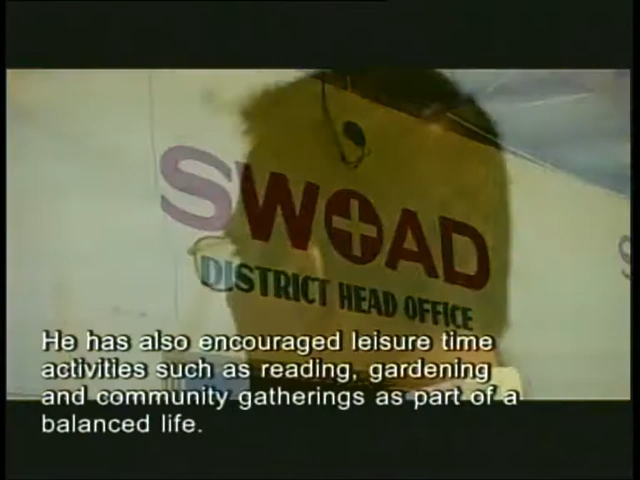 SWOAD
DISTRICT HEAD OFFICE
He has also encouraged leisure time
activities such as reading, gardening
and community gatherings as part of a
balanced life.